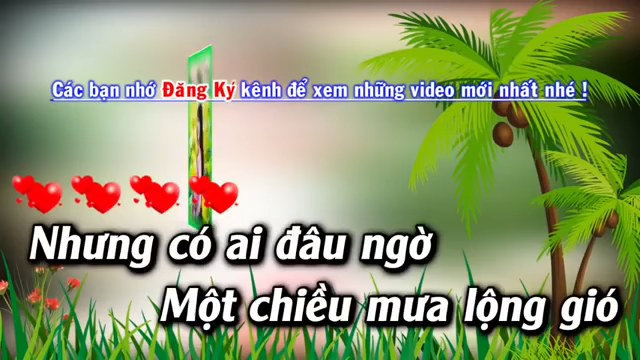 Các bạn nhớ Đăng Ký kênh để xem những video mới nhất nhé !
Nhưng có ai đâu ngờ
Một chiều mưa lộng gió